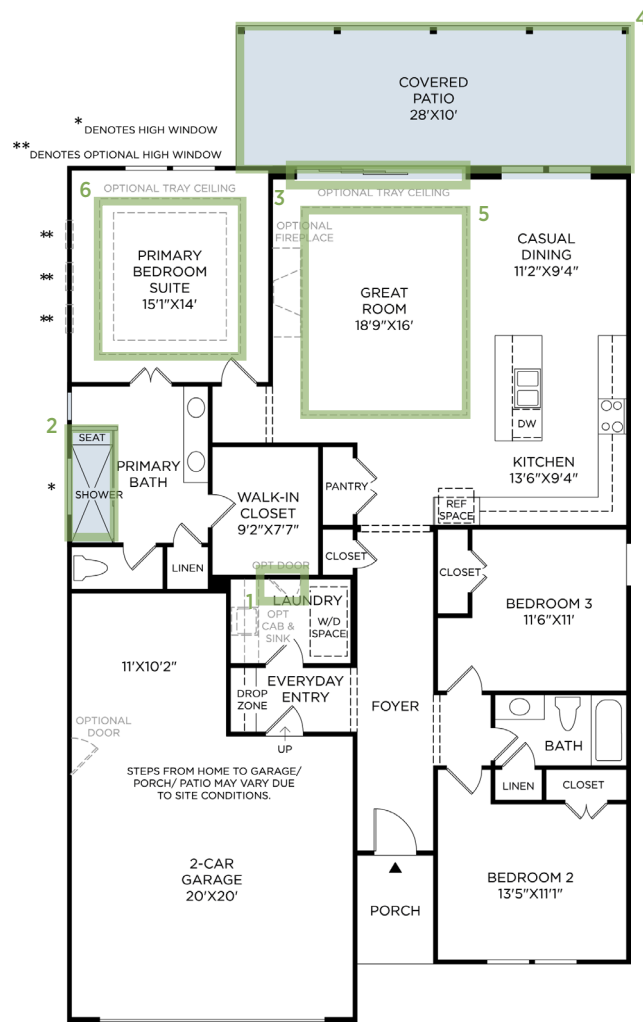 4
COVERED
PATIO
28'X10'
* DENOTES HIGH WINDOW
** DENOTES OPTIONAL HIGH WINDOW
6
OPTIONAL TRAY CEILING
3
OPTIONAL TRAY CEILING
5
OPTIONAL
FIREPLACE
**
**
**
PRIMARY
BEDROOM
SUITE
15'1"X14'
GREAT
ROOM
18'9"X16'
CASUAL
DINING
11'2"X9'4"
DW
KITCHEN
13'6"X9'4"
2
SEAT
SHOWER
*
PRIMARY
BATH
WALK-IN
CLOSET
9'2"X7'7"
PANTRY
REF
SPACE
LINEN
CLOSET
OPT DOOR
1
LAUNDRY
OPT
CAB &
SINK
W/D
SPACE
CLOSET
BEDROOM 3
11'6"X11'
11'X10'2"
DROP
ZONE
EVERYDAY
ENTRY
UP
FOYER
OPTIONAL
DOOR
BATH
LINEN
CLOSET
STEPS FROM HOME TO GARAGE/
PORCH/ PATIO MAY VARY DUE
TO SITE CONDITIONS.
2-CAR
GARAGE
20'X20'
PORCH
BEDROOM 2
13'5"X11'1"